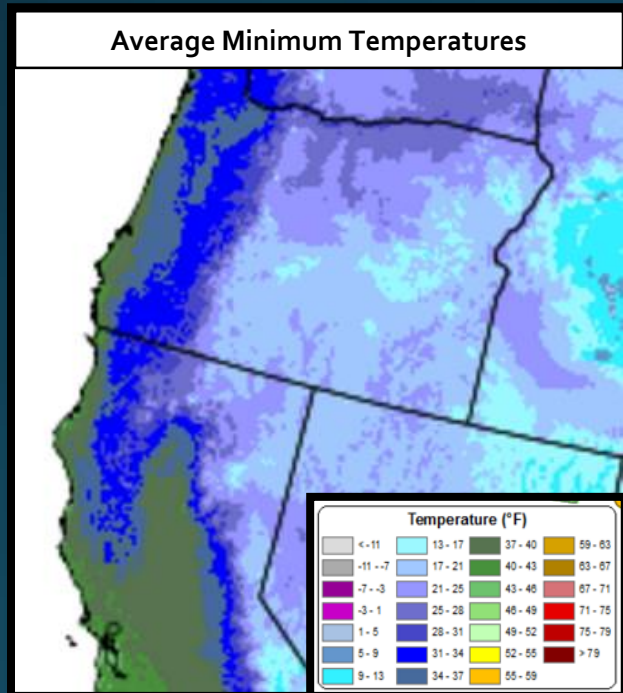 Average Minimum Temperatures
Temperature (°F)
< -11 13 - 17 37 - 40 59 - 63
-11 - -7 17 - 21 40 - 43 63 - 67
-7 - -3 21 - 25 43 - 46 67 - 71
-3 - 1 25 - 28 46 - 49 71 - 75
1 - 5 28 - 31 49 - 52 75 - 79
5 - 9 31 - 34 52 - 55 > 79
9 - 13 34 - 37 55 - 59